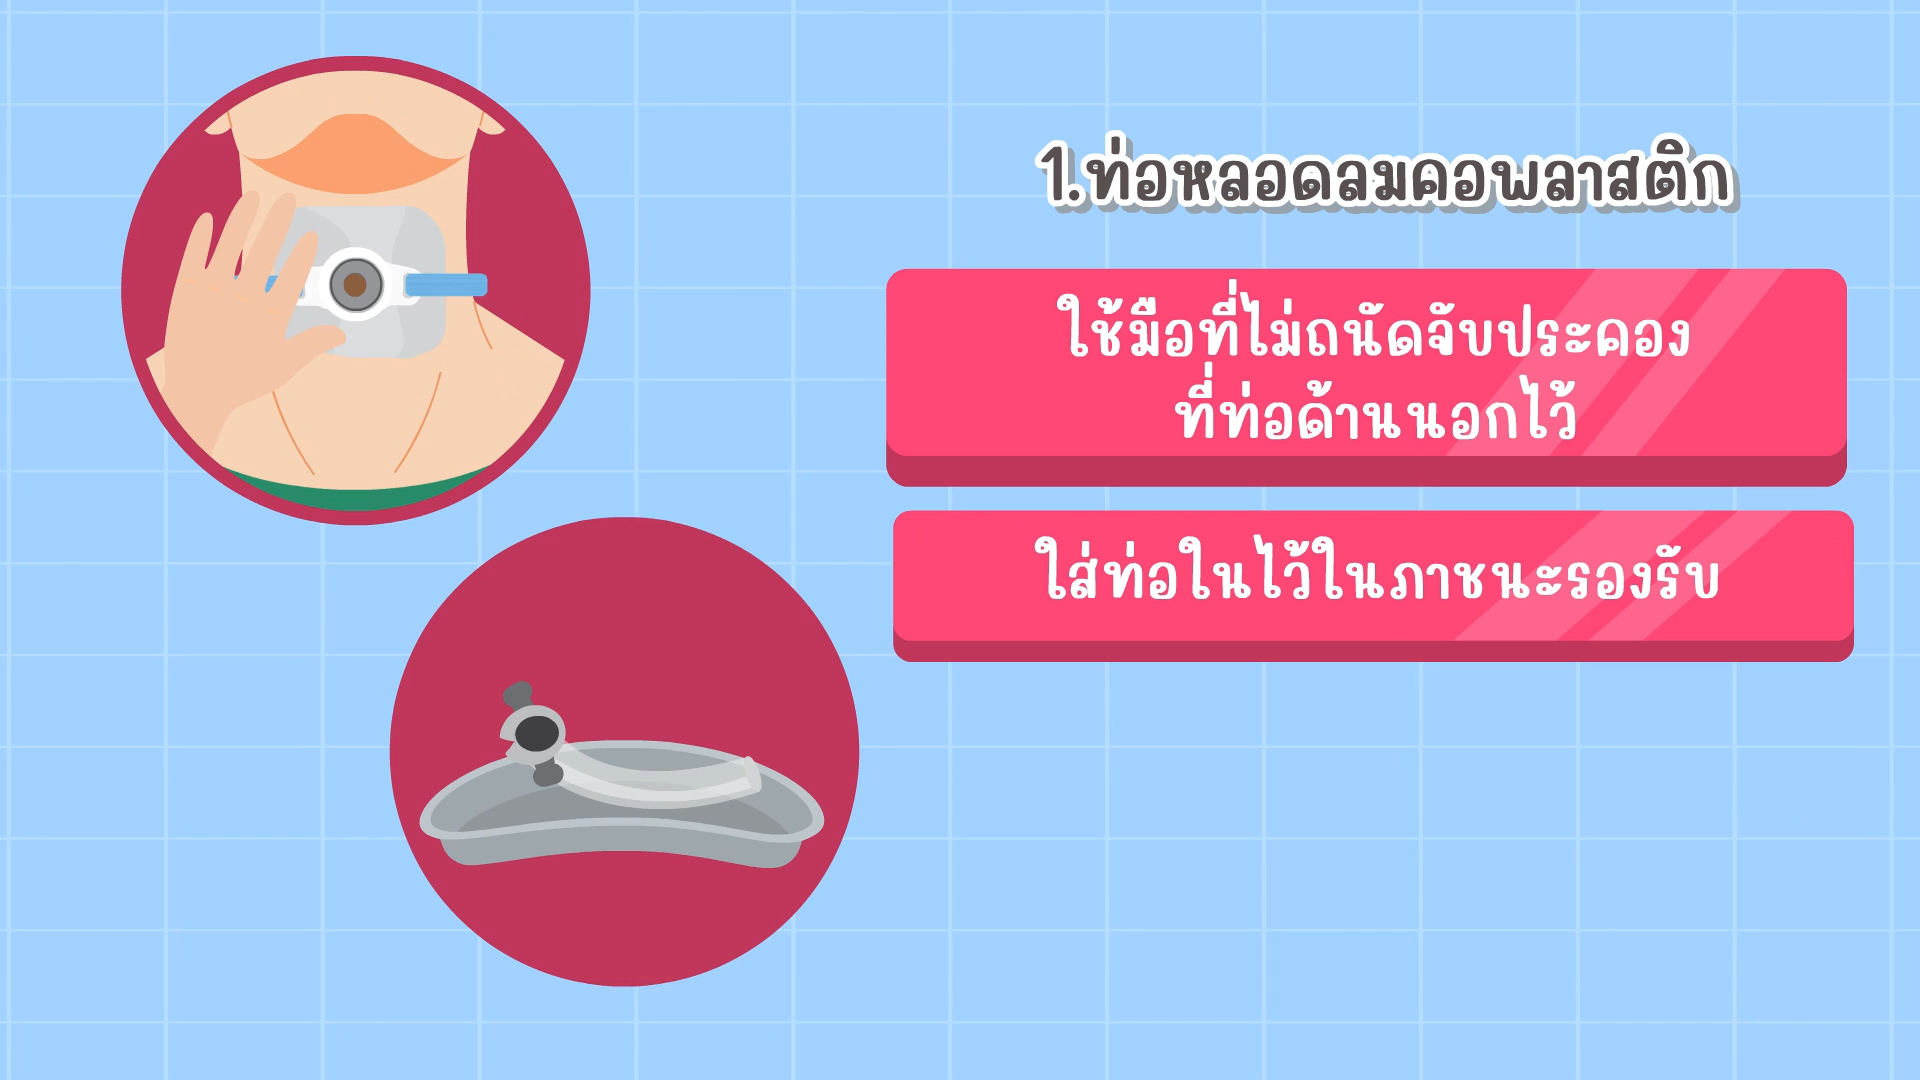 1.ท่อหลอดลมคอพลาสติก
ใช้มือที่ไม่ถนัดจับประคอง
ที่ท่อด้านนอกไว้
ใส่ท่อในไว้ในภาชนะรองรับ